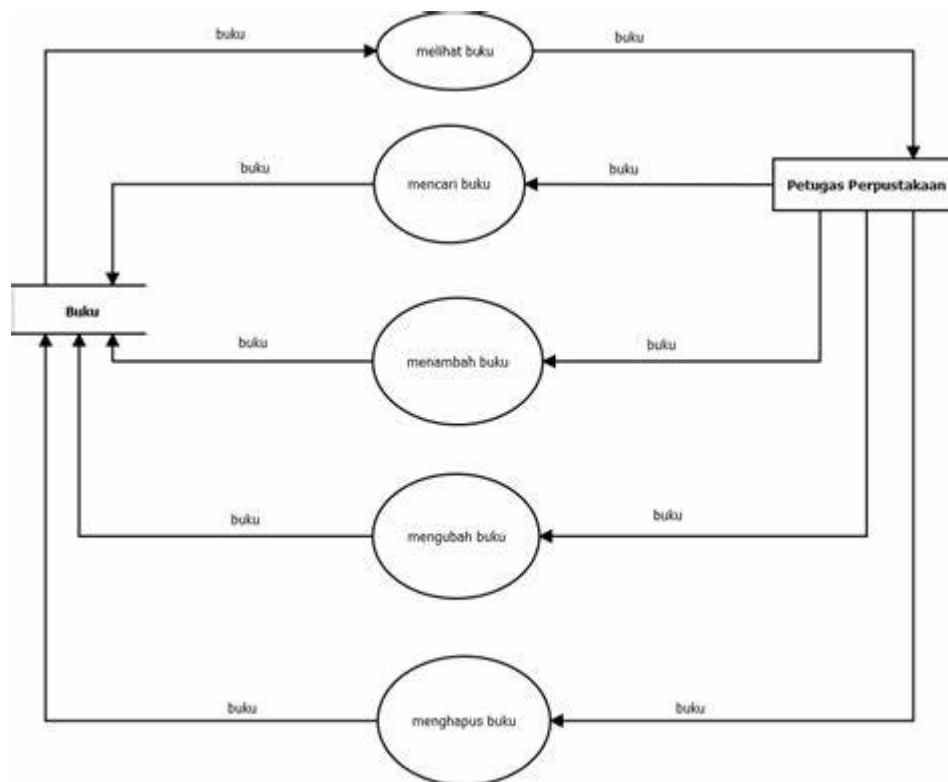 buku
melihat buku
buku
buku
mencari buku
buku
Petugas Perpustakaan
Buku
buku
menambah buku
buku
buku
mengubah buku
buku
buku
menghapus buku
buku